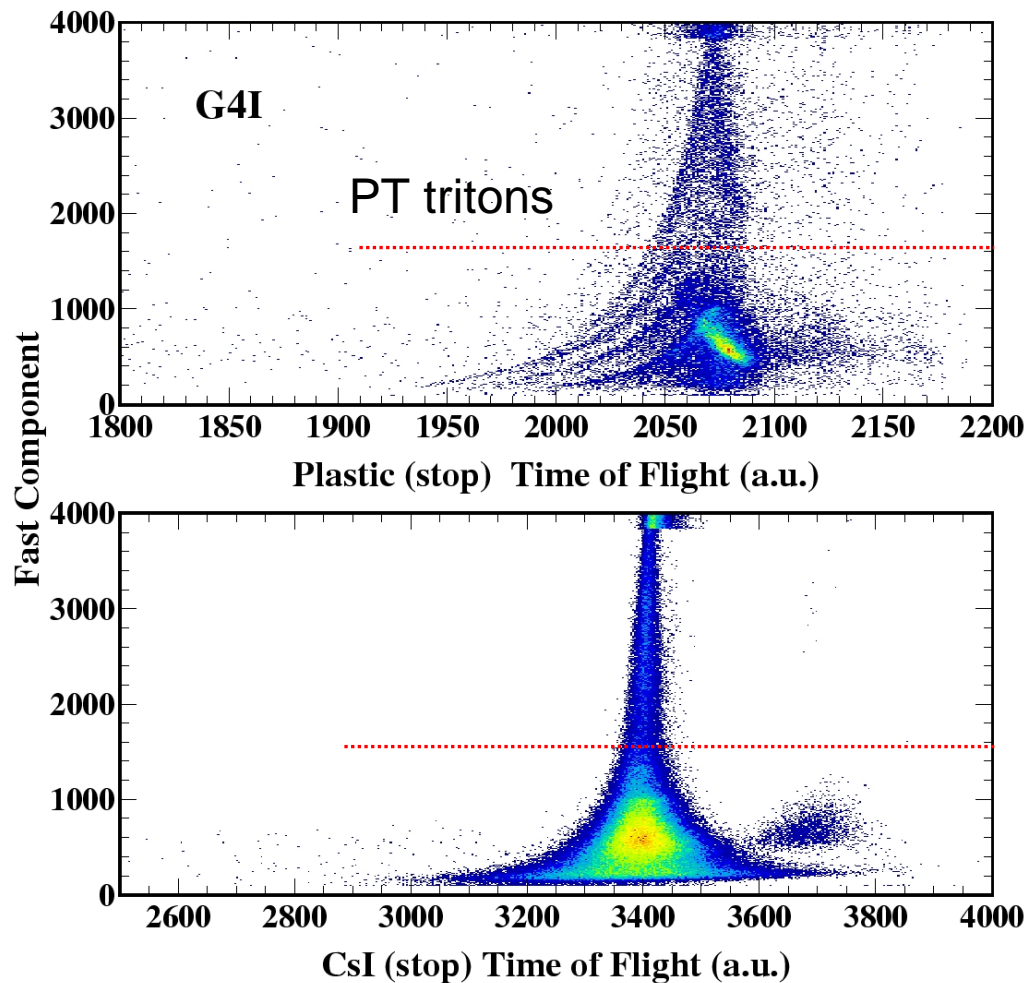 4000
G4I
3000
PT tritons
2000
1000
0
1800 1850 1900 1950 2000 2050 2100 2150 2200
Plastic (stop) Time of Flight (a.u.)
Fast Component
4000
3000
2000
1000
0
2600 2800 3000 3200 3400 3600 3800 4000
CsI (stop) Time of Flight (a.u.)